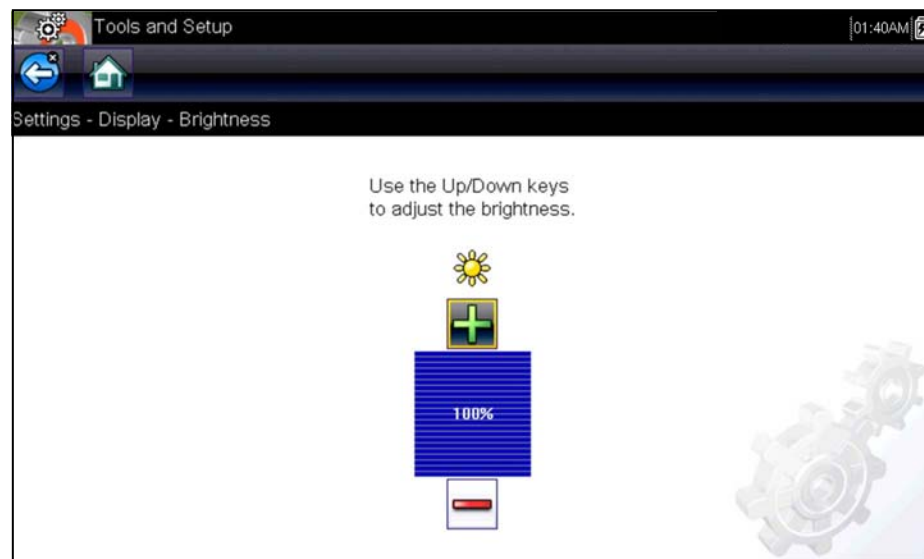 Tools and Setup
01:40AM
Settings - Display - Brightness
Use the Up/Down keys
to adjust the brightness.
100%